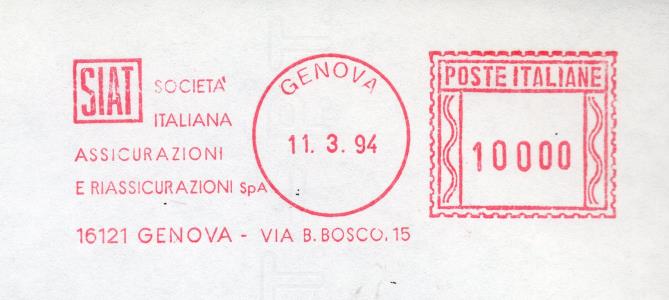 SIAT SOCIETA'
ITALIANA
ASSICURAZIONI
E RIASSICURAZIONI SpA
16121 GENOVA - VIA B. BOSCO, 15
GENOVA
11. 3. 94
POSTE ITALIANE
10000